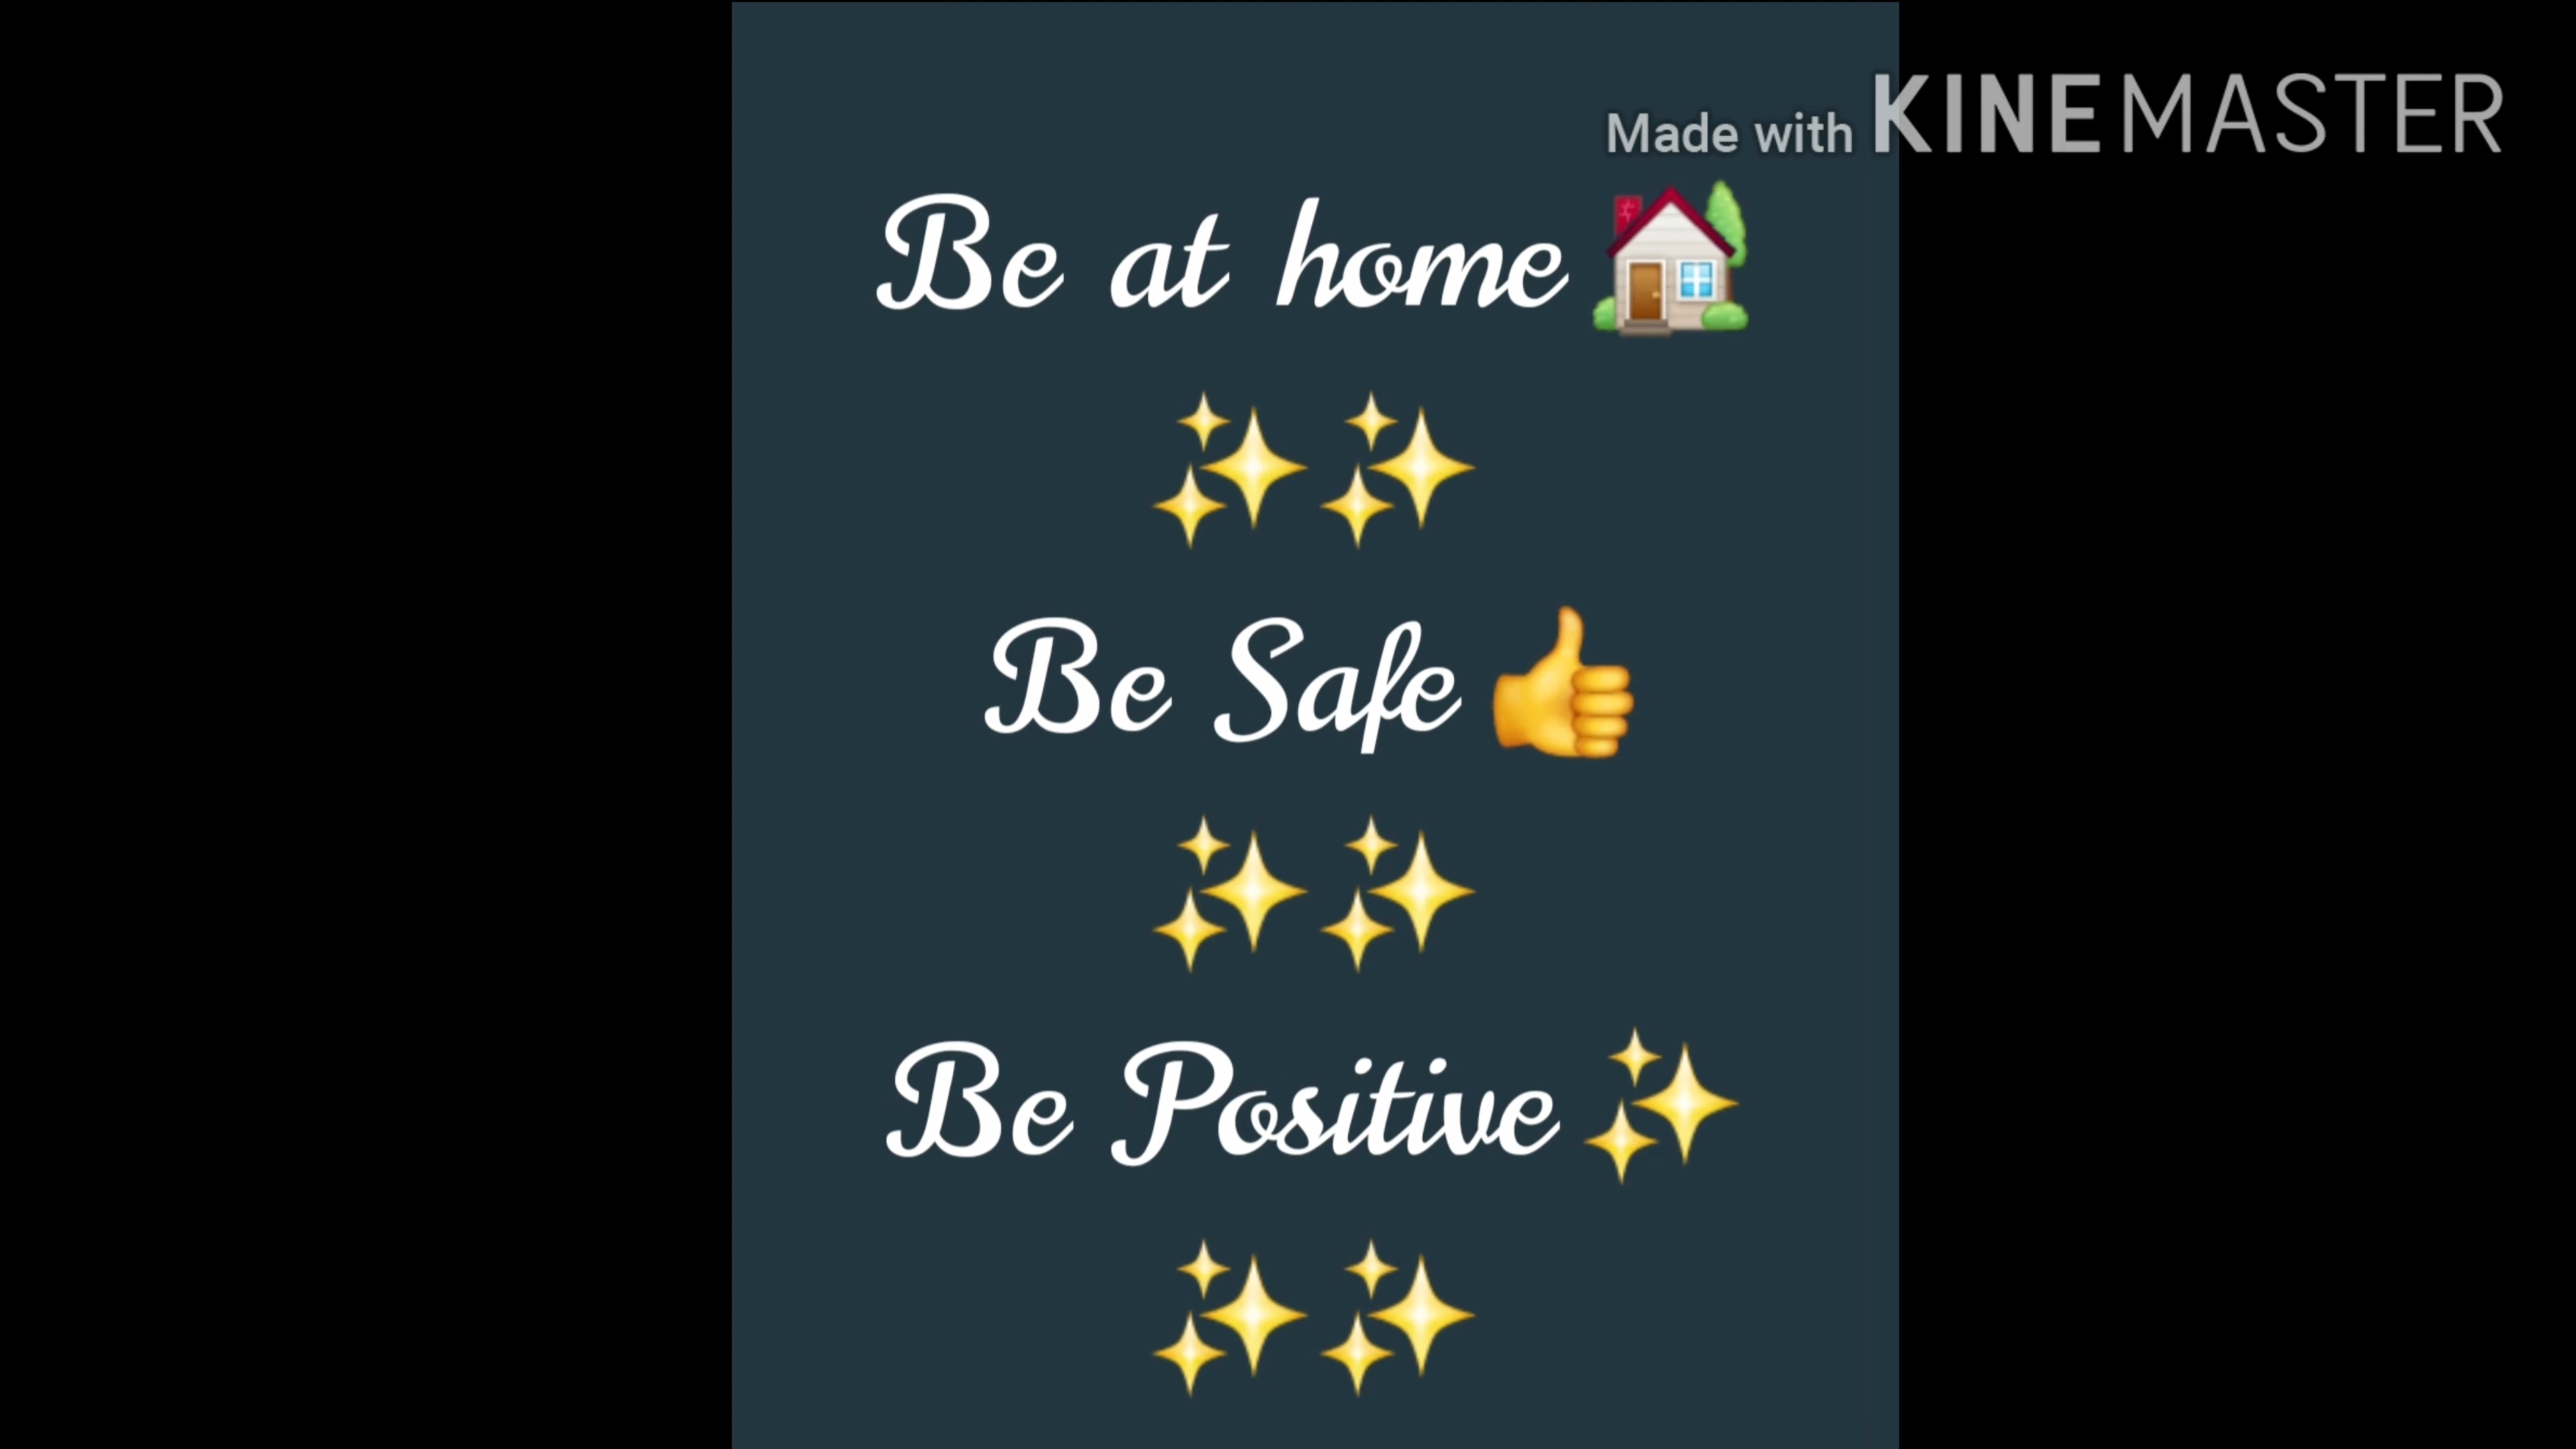 Made with KINEMASTER
Be at home 🏡
✨✨
Be Safe 👍
✨✨
Be Positive ✨
✨✨